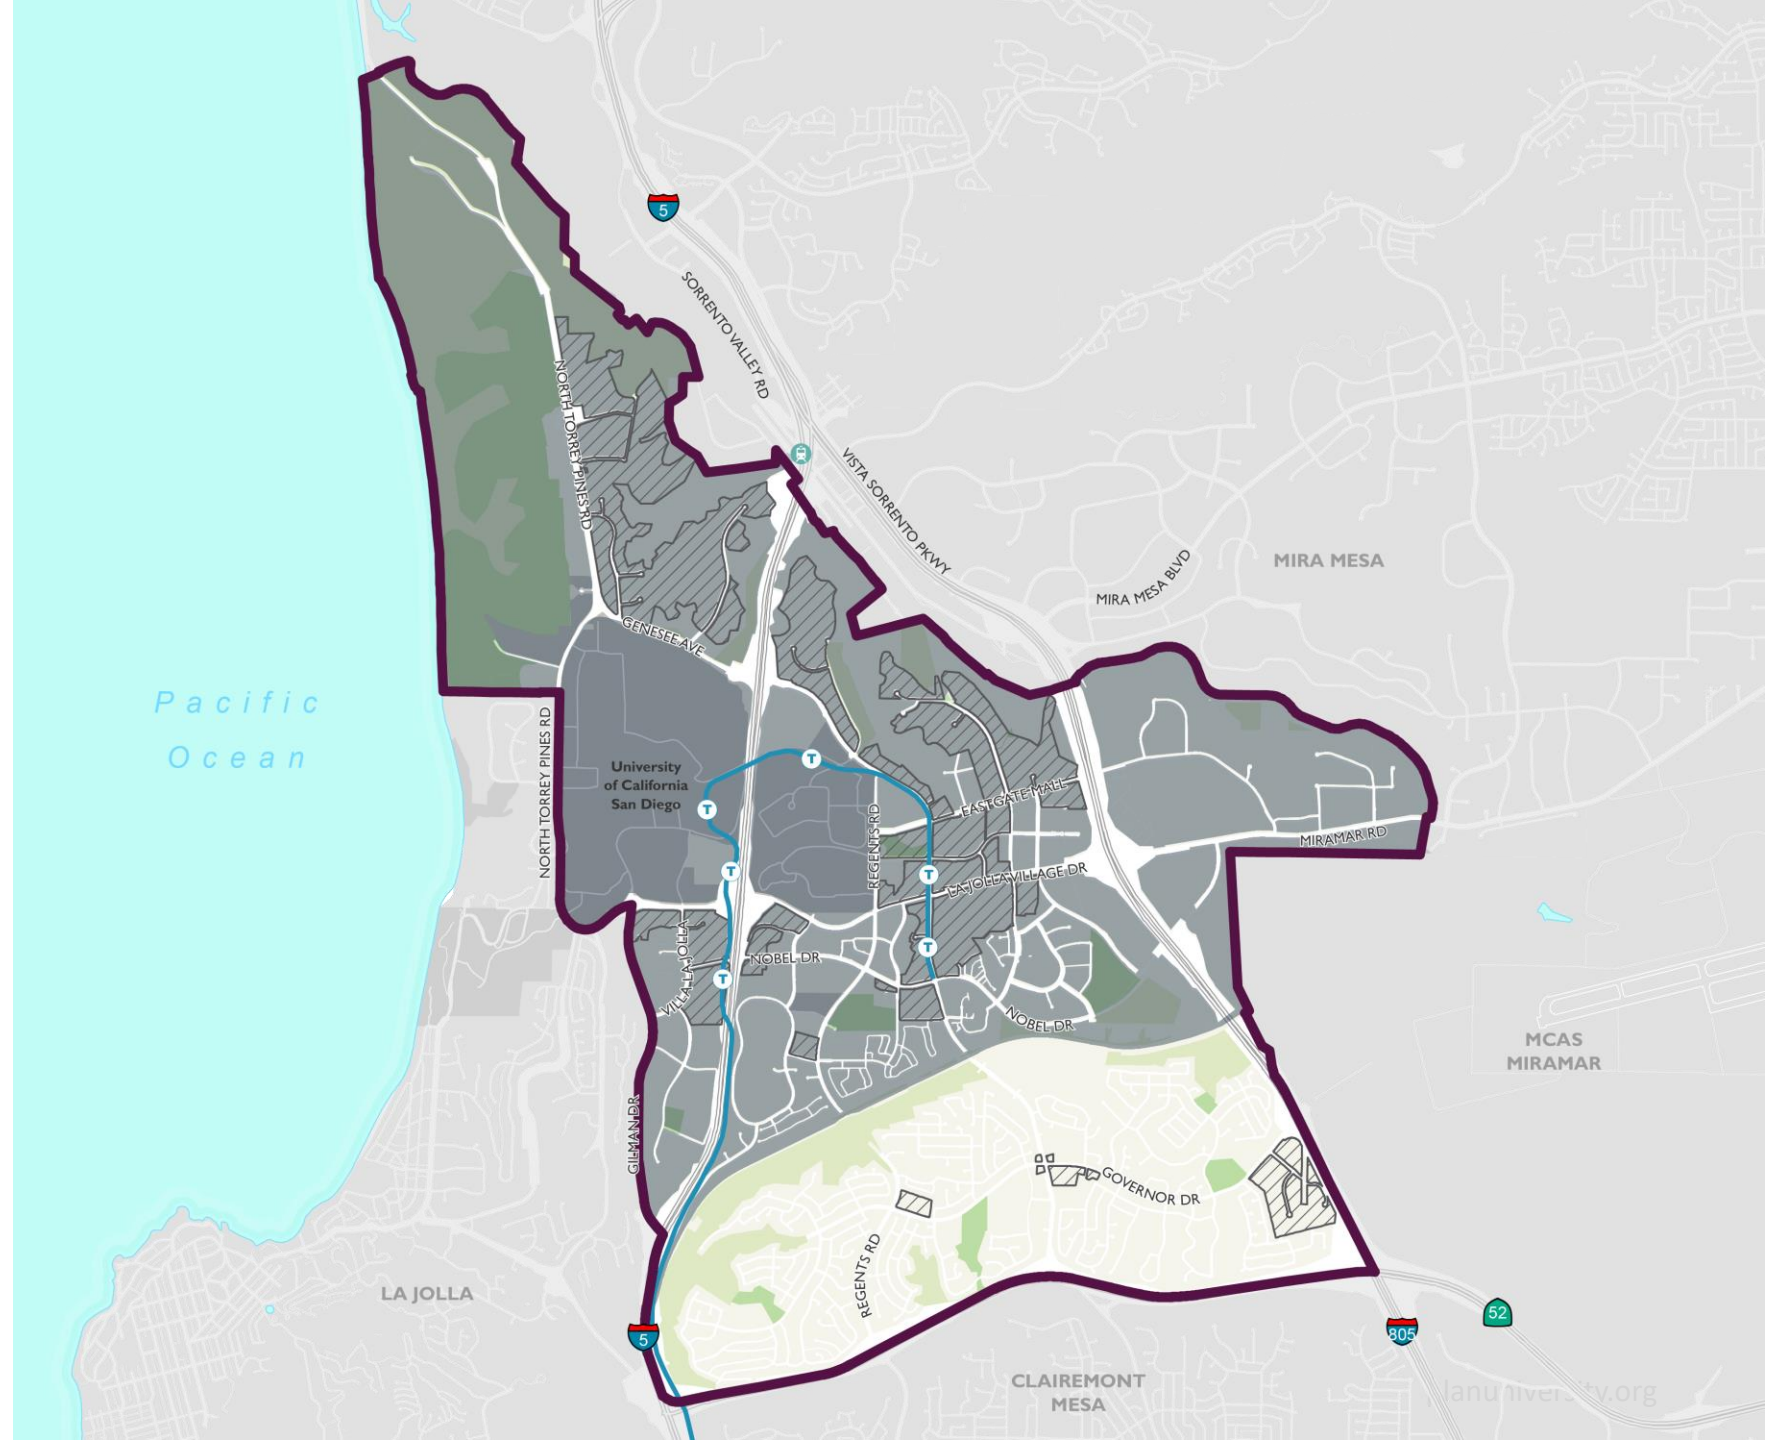 5
SORRENTO VALLEY RD
NORTH TORREY PINES RD
VISTA SORRENTO PKWY
MIRA MESA
MIRA MESA BLVD
GENESEE AVE
Pacific
Ocean
NORTH TORREY PINES RD
University
of California
San Diego
T
T
T
T
T
T
REGENTS RD
EASTGATE MALL
MIRAMAR RD
LA JOLLA VILLAGE DR
VILLA LA JOLLA
NOBEL DR
NOBEL DR
MCAS
MIRAMAR
GILMAN DR
GOVERNOR DR
REGENTS RD
LA JOLLA
5
52
805
CLAIREMONT
MESA
planuniversity.org